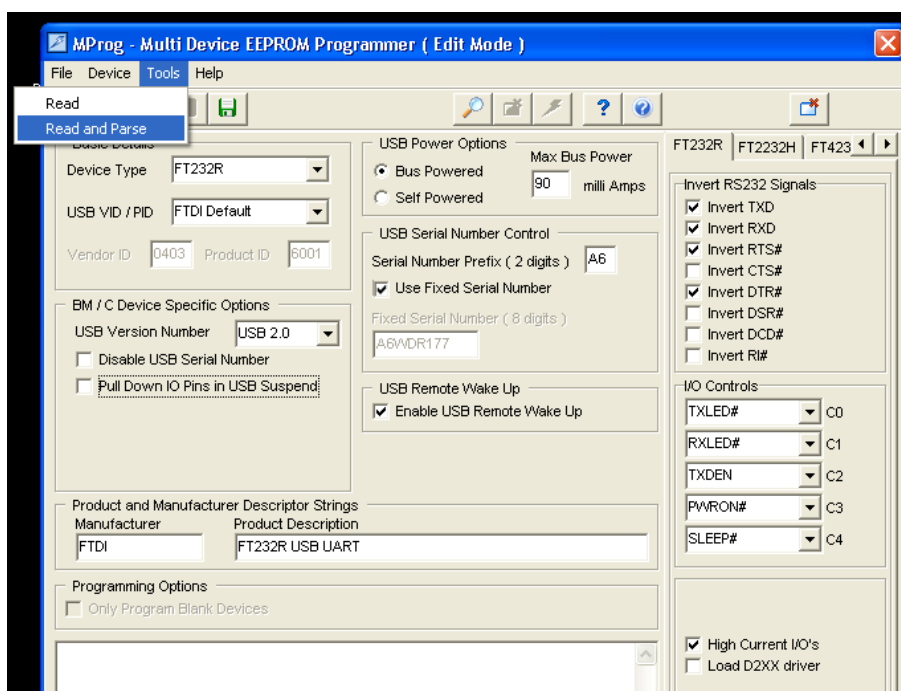 MProg - Multi Device EEPROM Programmer ( Edit Mode )
File Device Tools Help
Read
Read and Parse
Basic Details
Device Type FT232R
USB VID / PID FTDI Default
Vendor ID 0403 Product ID 6001
BM / C Device Specific Options
USB Version Number USB 2.0
Disable USB Serial Number
Pull Down IO Pins in USB Suspend
USB Power Options
Bus Powered
Self Powered
Max Bus Power
90 milli Amps
USB Serial Number Control
Serial Number Prefix ( 2 digits ) A6
Use Fixed Serial Number
Fixed Serial Number ( 8 digits )
A6WDR177
USB Remote Wake Up
Enable USB Remote Wake Up
Product and Manufacturer Descriptor Strings
Manufacturer Product Description
FTDI FT232R USB UART
Programming Options
Only Program Blank Devices
FT232R FT2232H FT423
Invert RS232 Signals
Invert TXD
Invert RXD
Invert RTS#
Invert CTS#
Invert DTR#
Invert DSR#
Invert DCD#
Invert RI#
I/O Controls
TXLED# C0
RXLED# C1
TXDEN C2
PWRON# C3
SLEEP# C4
High Current I/O's
Load D2XX driver